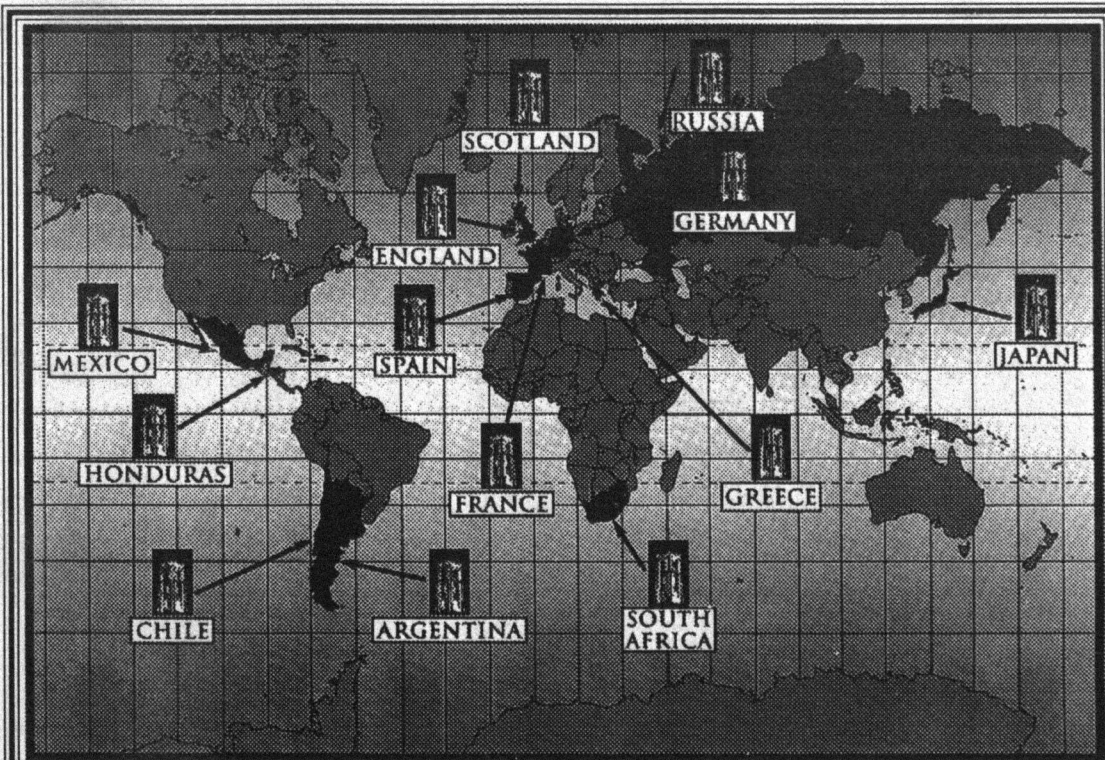 RUSSIA
SCOTLAND
GERMANY
ENGLAND
MEXICO
SPAIN
JAPAN
HONDURAS
FRANCE
GREECE
CHILE
ARGENTINA
SOUTH
AFRICA